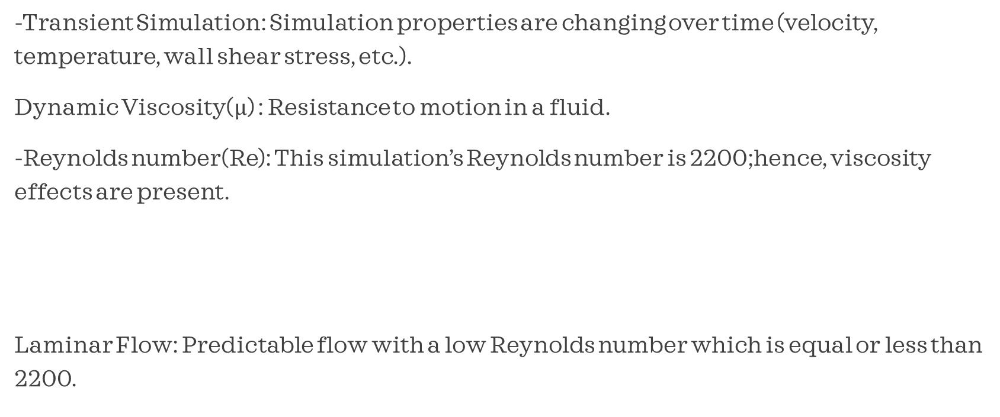 -Transient Simulation: Simulation properties are changing over time (velocity,
temperature, wall shear stress, etc.).
Dynamic Viscosity(μ) : Resistance to motion in a fluid.
-Reynolds number(Re): This simulation’s Reynolds number is 2200;hence, viscosity
effects are present.
Laminar Flow: Predictable flow with a low Reynolds number which is equal or less than
2200.